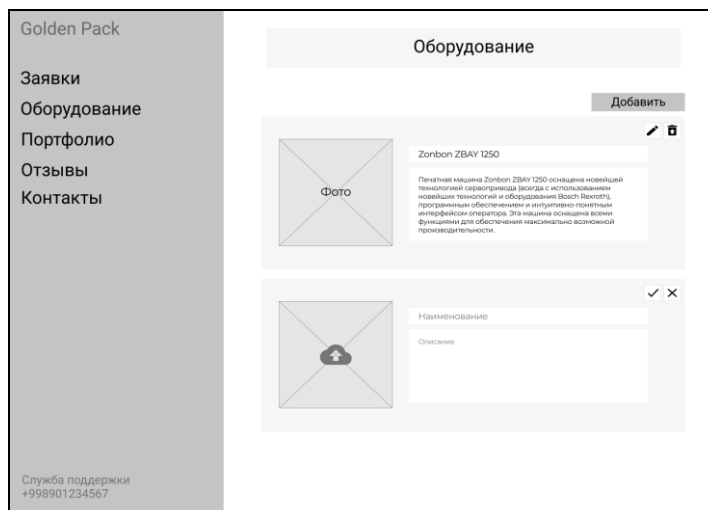 Golden Pack
Заявки
Оборудование
Портфолио
Отзывы
Контакты
Служба поддержки
+998901234567
Оборудование
Добавить
Фото
Zonbon ZBAY 1250
Печатная машина Zonbon ZBAY 1250 оснащена новейшей
технологией сервопривода (всегда с использованием
новейших технологий и оборудования Bosch Rexroth),
программным обеспечением и интуитивно-понятным
интерфейсом оператора. Эта машина оснащена всеми
функциями для обеспечения максимально возможной
производительности.
Наименование
Описание